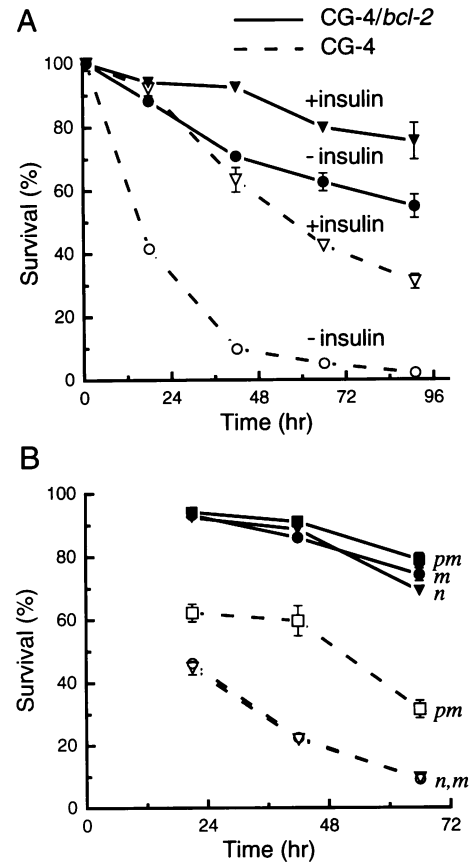 A
CG-4/bcl-2
CG-4
100
80
60
40
20
0
Survival (%)
+insulin
-insulin
+insulin
-insulin
0 24 48 72 96
Time (hr)
B
100
80
60
40
20
0
Survival (%)
pm
m
n
pm
n,m
0 24 48 72
Time (hr)